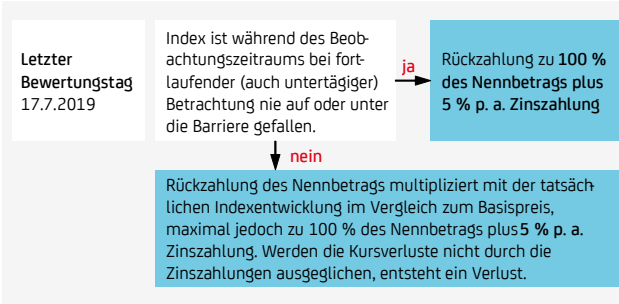 Letzter
Bewertungstag
17.7.2019
Index ist während des Beob-
achtungszeitraums bei fort-
laufender (auch untertägiger)
Betrachtung nie auf oder unter
die Barriere gefallen.
ja
Rückzahlung zu 100 %
des Nennbetrags plus
5 % p. a. Zinszahlung
nein
Rückzahlung des Nennbetrags multipliziert mit der tatsäch-
lichen Indexentwicklung im Vergleich zum Basispreis,
maximal jedoch zu 100 % des Nennbetrags plus 5 % p. a.
Zinszahlung. Werden die Kursverluste nicht durch die
Zinszahlungen ausgeglichen, entsteht ein Verlust.